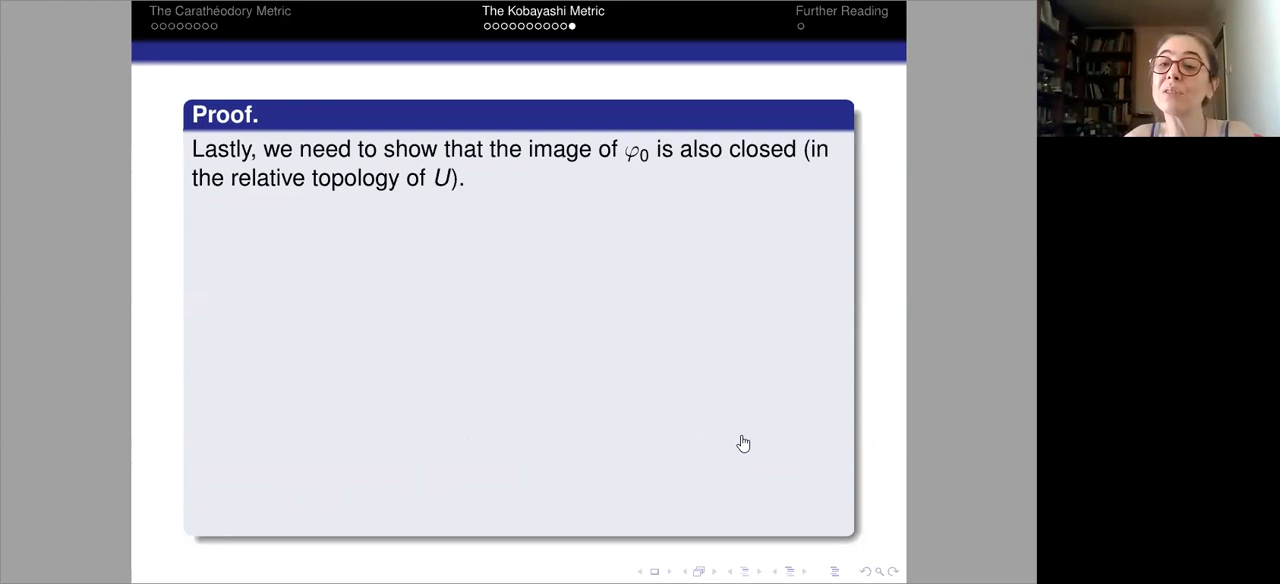 The Carathéodory Metric The Kobayashi Metric Further Reading
Proof.
Lastly, we need to show that the image of φ₀ is also closed (in
the relative topology of U).